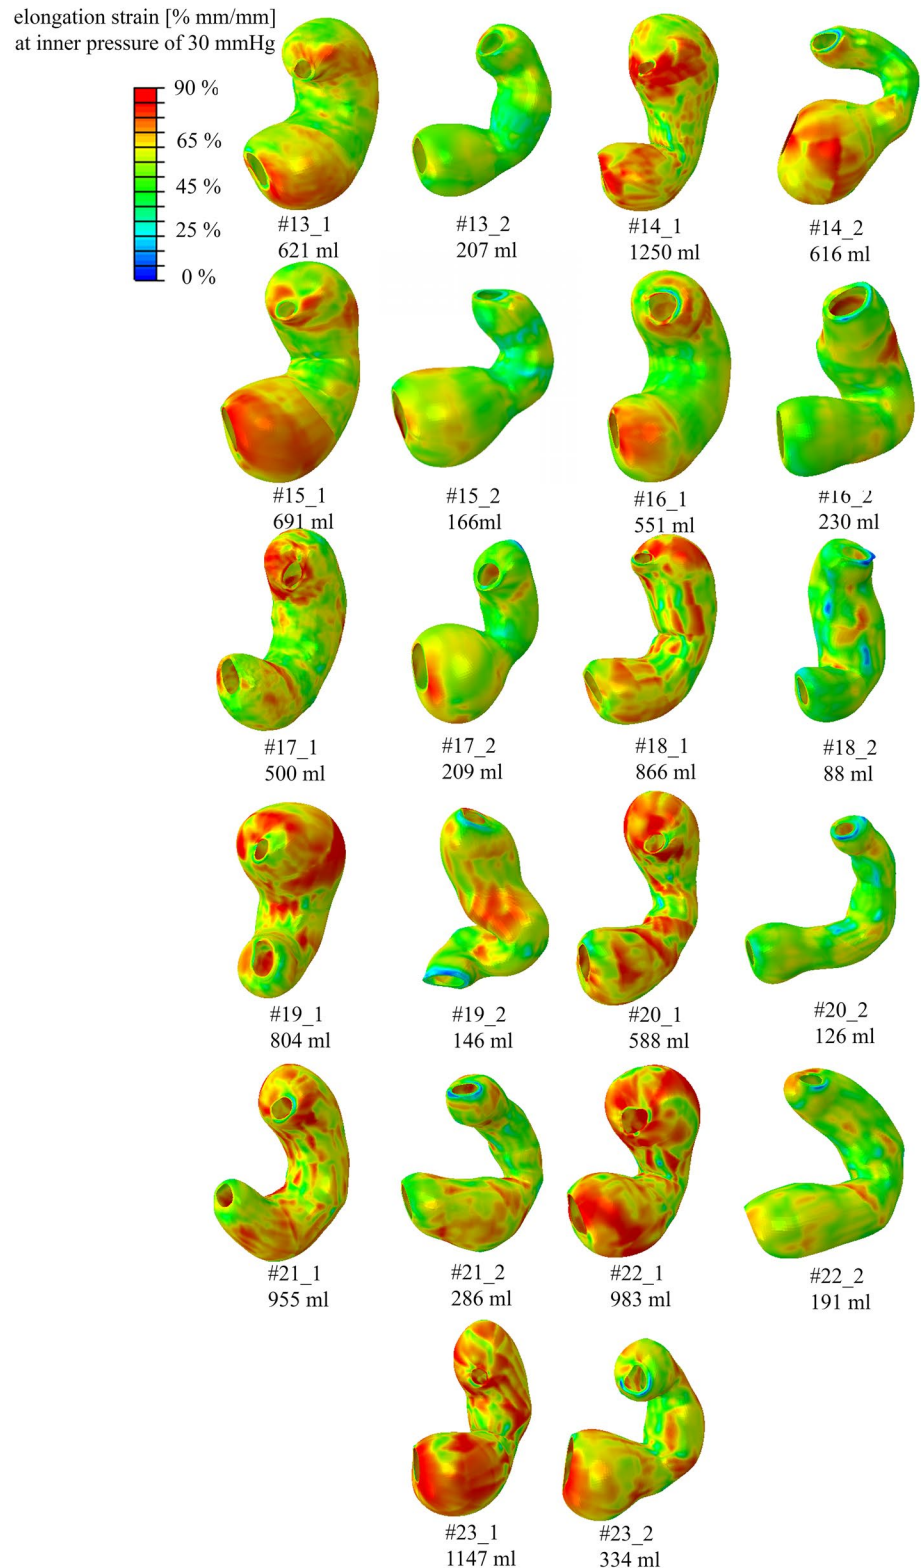 elongation strain [% mm/mm]
at inner pressure of 30 mmHg
90 %
65 %
45 %
25 %
0 %
#13_1
621 ml
#13_2
207 ml
#14_1
1250 ml
#14_2
616 ml
#15_1
691 ml
#15_2
166ml
#16_1
551 ml
#16_2
230 ml
#17_1
500 ml
#17_2
209 ml
#18_1
866 ml
#18_2
88 ml
#19_1
804 ml
#19_2
146 ml
#20_1
588 ml
#20_2
126 ml
#21_1
955 ml
#21_2
286 ml
#22_1
983 ml
#22_2
191 ml
#23_1
1147 ml
#23_2
334 ml